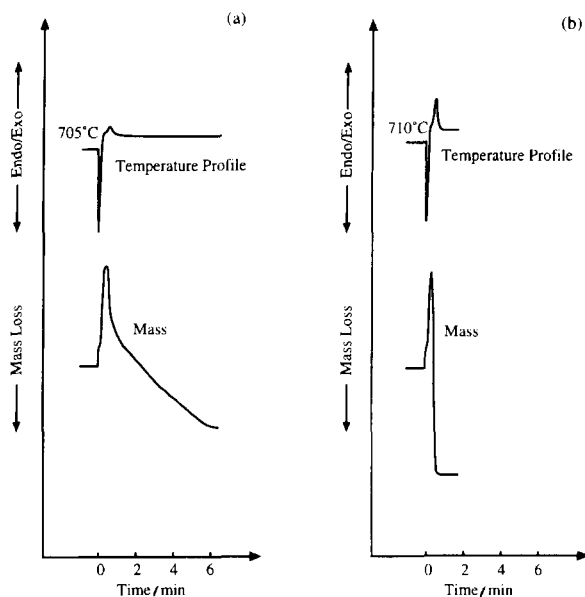 (a)
Endo/Exo
705°C
Temperature Profile
Mass Loss
Mass
0 2 4 6
Time/min
(b)
Endo/Exo
710°C
Temperature Profile
Mass Loss
Mass
0 2 4 6
Time/min